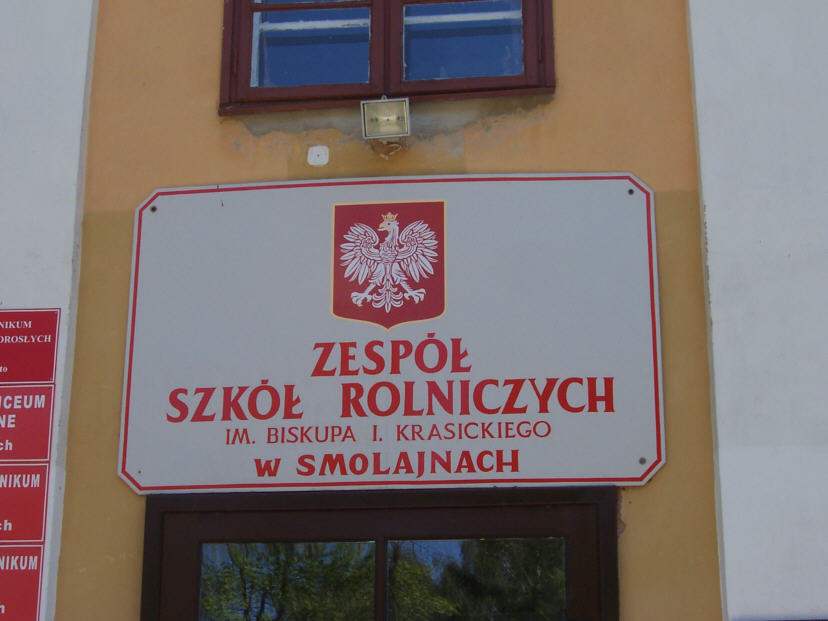 ZESPÓŁ
SZKÓŁ ROLNICZYCH
IM. BISKUPA I. KRASICKIEGO
W SMOLAJNACH